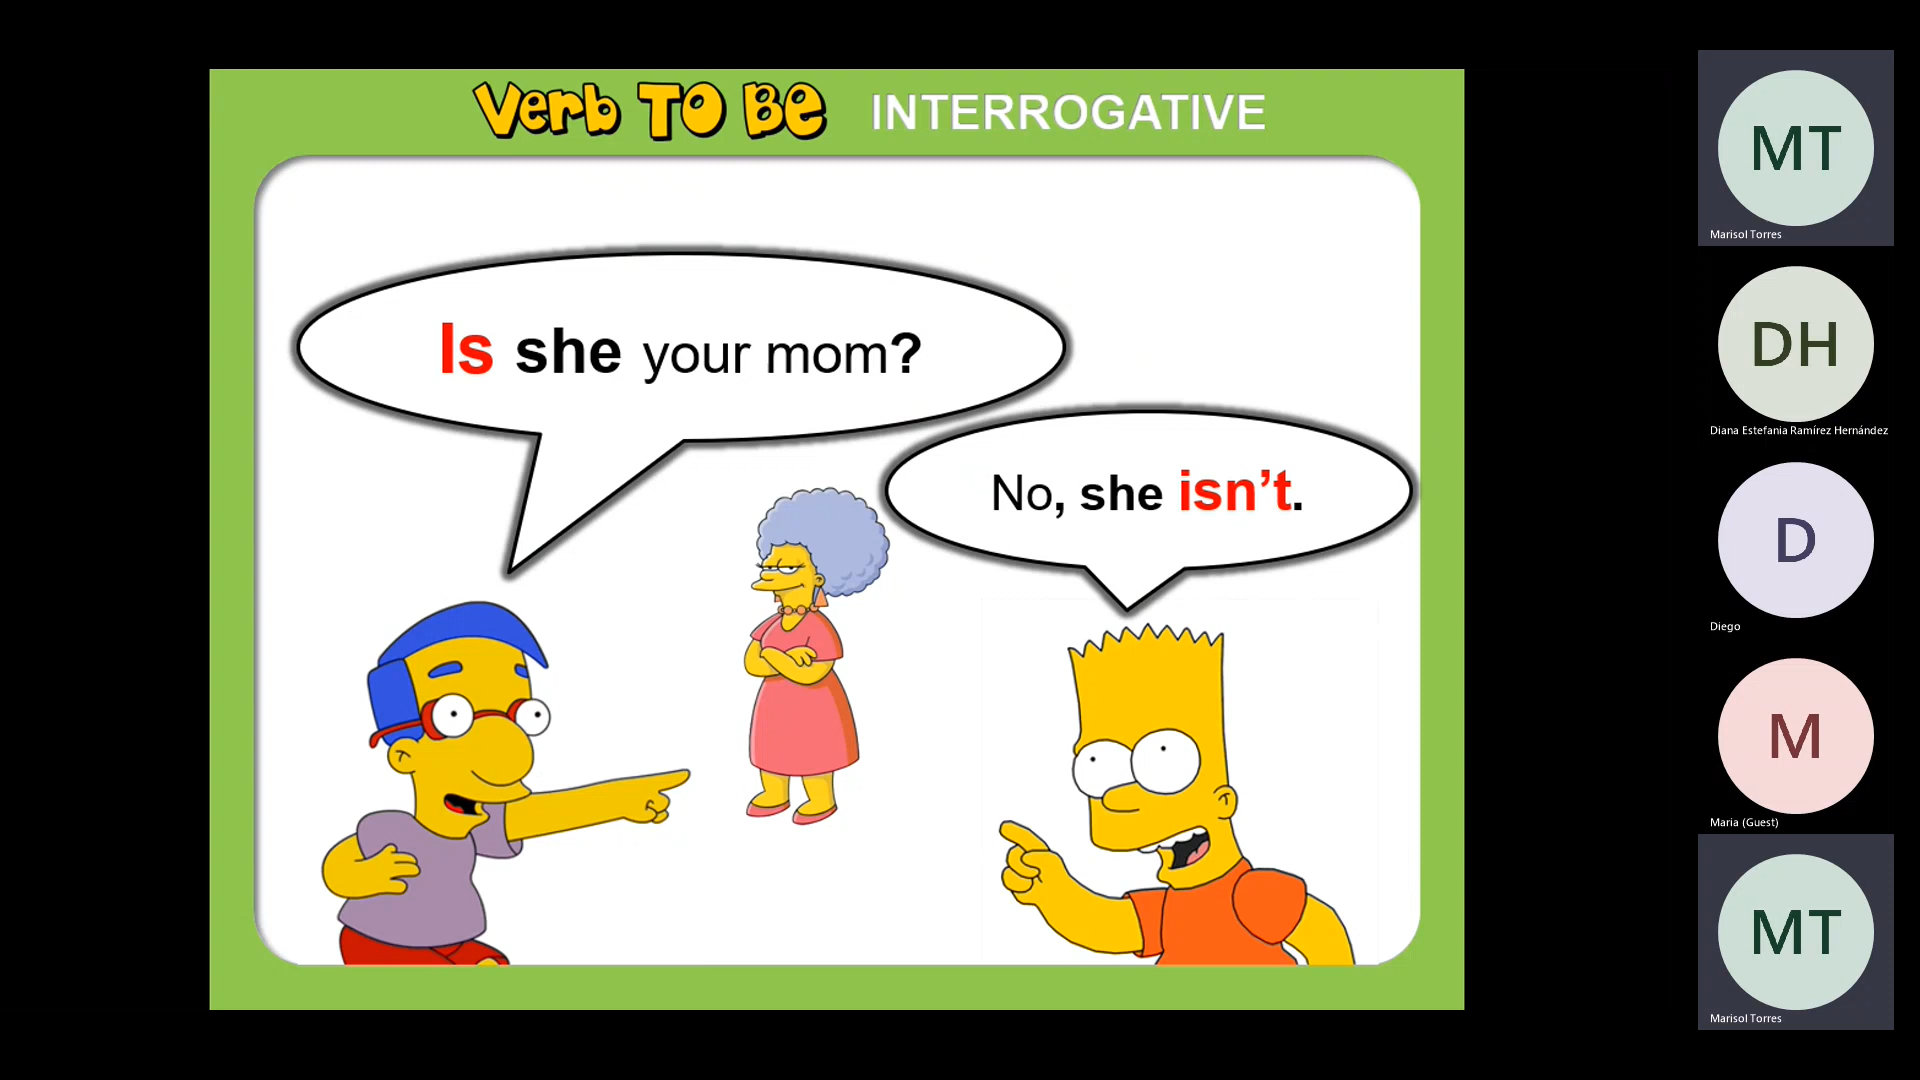 Verb TO BE INTERROGATIVE
Is she your mom?
No, she isn’t.
MT
Marisol Torres
DH
Diana Estefania Ramírez Hernández
D
Diego
M
Maria (Guest)
MT
Marisol Torres